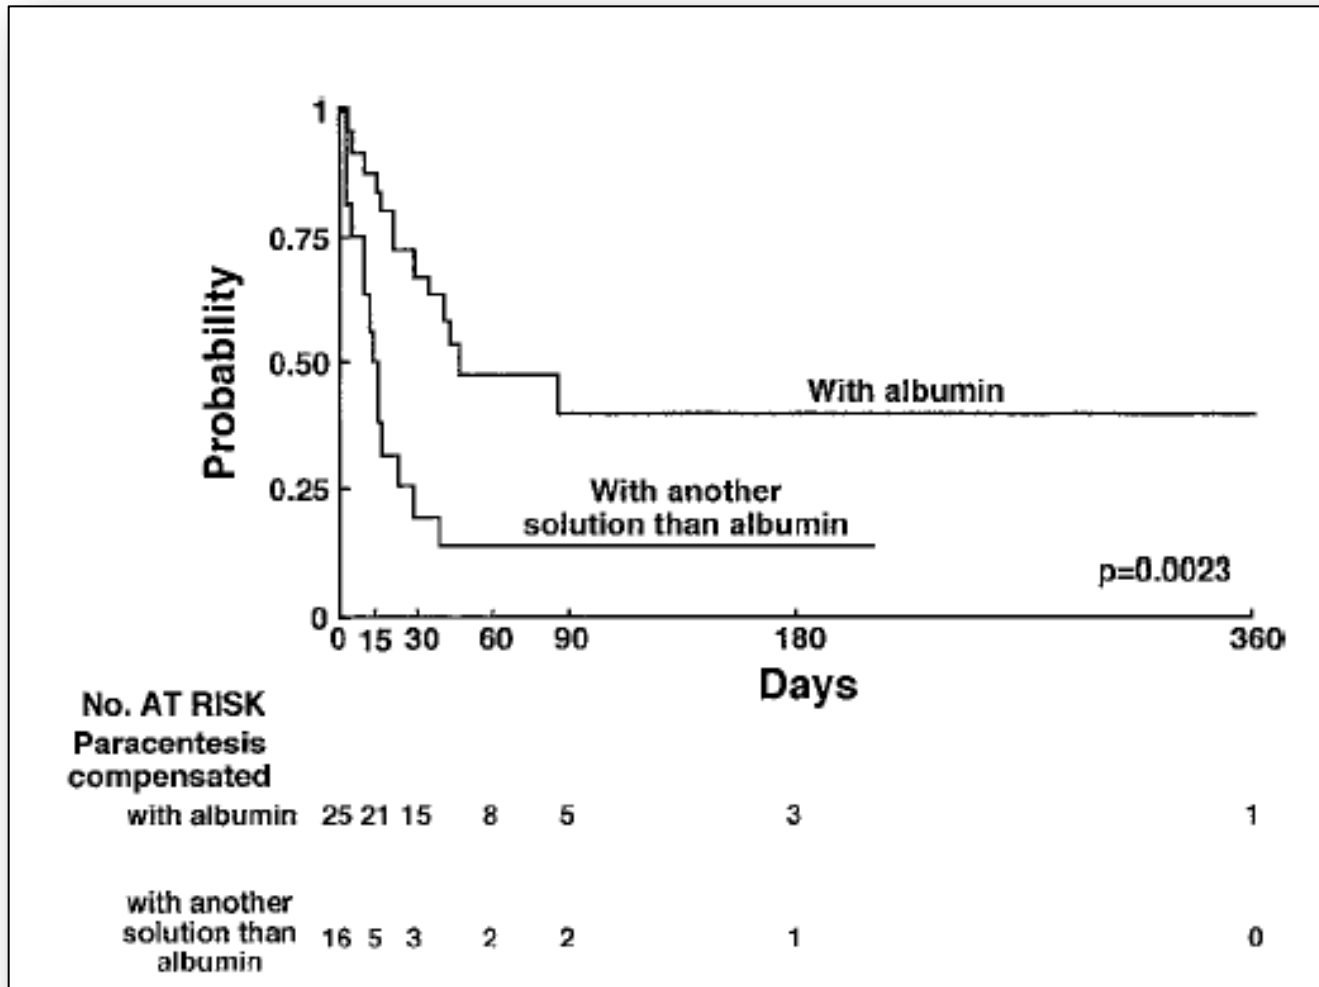 1
0.75
0.50
0.25
0
Probability
With albumin
With another
solution than albumin
p=0.0023
0 15 30 60 90 180 360
Days
No. AT RISK
Paracentesis
compensated
with albumin 25 21 15 8 5 3 1
with another
solution than 16 5 3 2 2 1 0
albumin